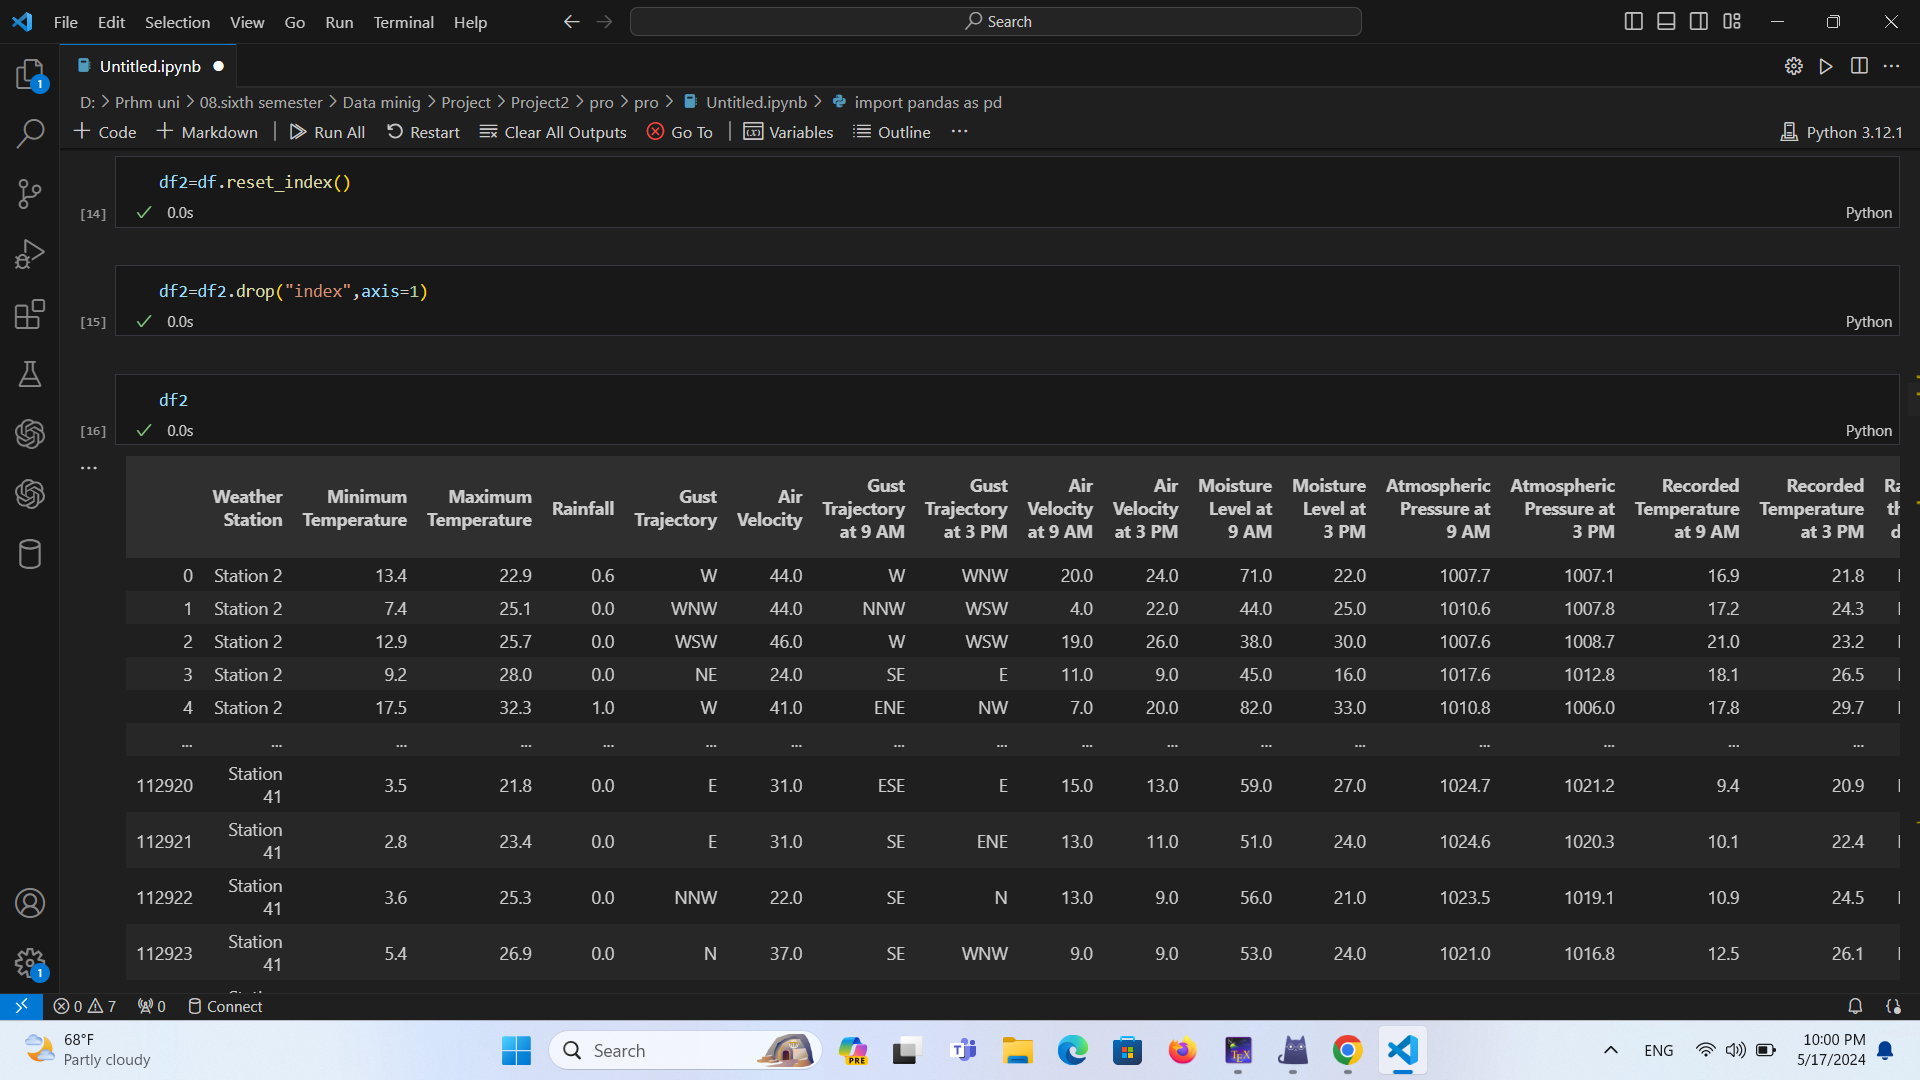 File Edit Selection View Go Run Terminal Help Search
1 Untitled.ipynb
D: > Prhm uni > 08.sixth semester > Data minig > Project > Project2 > pro > pro > Untitled.ipynb > import pandas as pd
+ Code + Markdown | Run All Restart Clear All Outputs Go To | Variables Outline ... Python 3.12.1
df2=df.reset_index()
[14] ✓ 0.0s Python
df2=df2.drop("index",axis=1)
[15] ✓ 0.0s Python
df2
[16] ✓ 0.0s Python
...
Weather Station Minimum Temperature Maximum Temperature Rainfall Gust Trajectory Air Velocity Gust Trajectory at 9 AM Gust Trajectory at 3 PM Air Velocity at 9 AM Air Velocity at 3 PM Moisture Level at 9 AM Moisture Level at 3 PM Atmospheric Pressure at 9 AM Atmospheric Pressure at 3 PM Recorded Temperature at 9 AM Recorded Temperature at 3 PM
0 Station 2 13.4 22.9 0.6 W 44.0 W WNW 20.0 24.0 71.0 22.0 1007.7 1007.1 16.9 21.8
1 Station 2 7.4 25.1 0.0 WNW 44.0 NNW WSW 4.0 22.0 44.0 25.0 1010.6 1007.8 17.2 24.3
2 Station 2 12.9 25.7 0.0 WSW 46.0 W WSW 19.0 26.0 38.0 30.0 1007.6 1008.7 21.0 23.2
3 Station 2 9.2 28.0 0.0 NE 24.0 SE E 11.0 9.0 45.0 16.0 1017.6 1012.8 18.1 26.5
4 Station 2 17.5 32.3 1.0 W 41.0 ENE NW 7.0 20.0 82.0 33.0 1010.8 1006.0 17.8 29.7
... ... ... ... ... ... ... ... ... ... ... ... ... ... ... ... ...
112920 Station 41 3.5 21.8 0.0 E 31.0 ESE E 15.0 13.0 59.0 27.0 1024.7 1021.2 9.4 20.9
112921 Station 41 2.8 23.4 0.0 E 31.0 SE ENE 13.0 11.0 51.0 24.0 1024.6 1020.3 10.1 22.4
112922 Station 41 3.6 25.3 0.0 NNW 22.0 SE N 13.0 9.0 56.0 21.0 1023.5 1019.1 10.9 24.5
112923 Station 41 5.4 26.9 0.0 N 37.0 SE WNW 9.0 9.0 53.0 24.0 1021.0 1016.8 12.5 26.1
1
0 7 0 Connect
68°F
Partly cloudy
Search
PRE
ENG
10:00 PM
5/17/2024